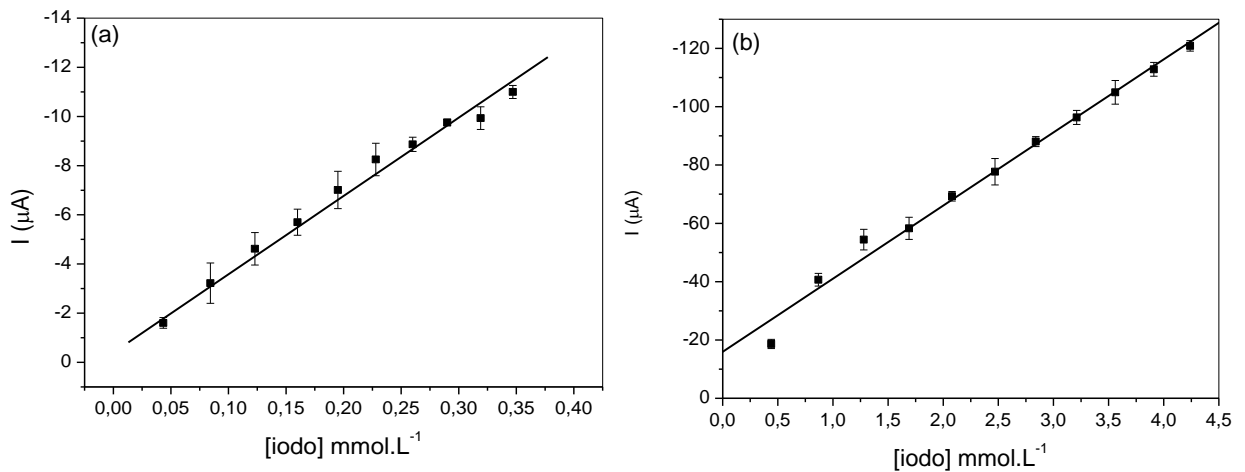 (a)
-14
-12
-10
-8
-6
-4
-2
0
I (μA)
0,00 0,05 0,10 0,15 0,20 0,25 0,30 0,35 0,40
[iodo] mmol.L⁻¹
(b)
-120
-100
-80
-60
-40
-20
0
I (μA)
0,0 0,5 1,0 1,5 2,0 2,5 3,0 3,5 4,0 4,5
[iodo] mmol.L⁻¹